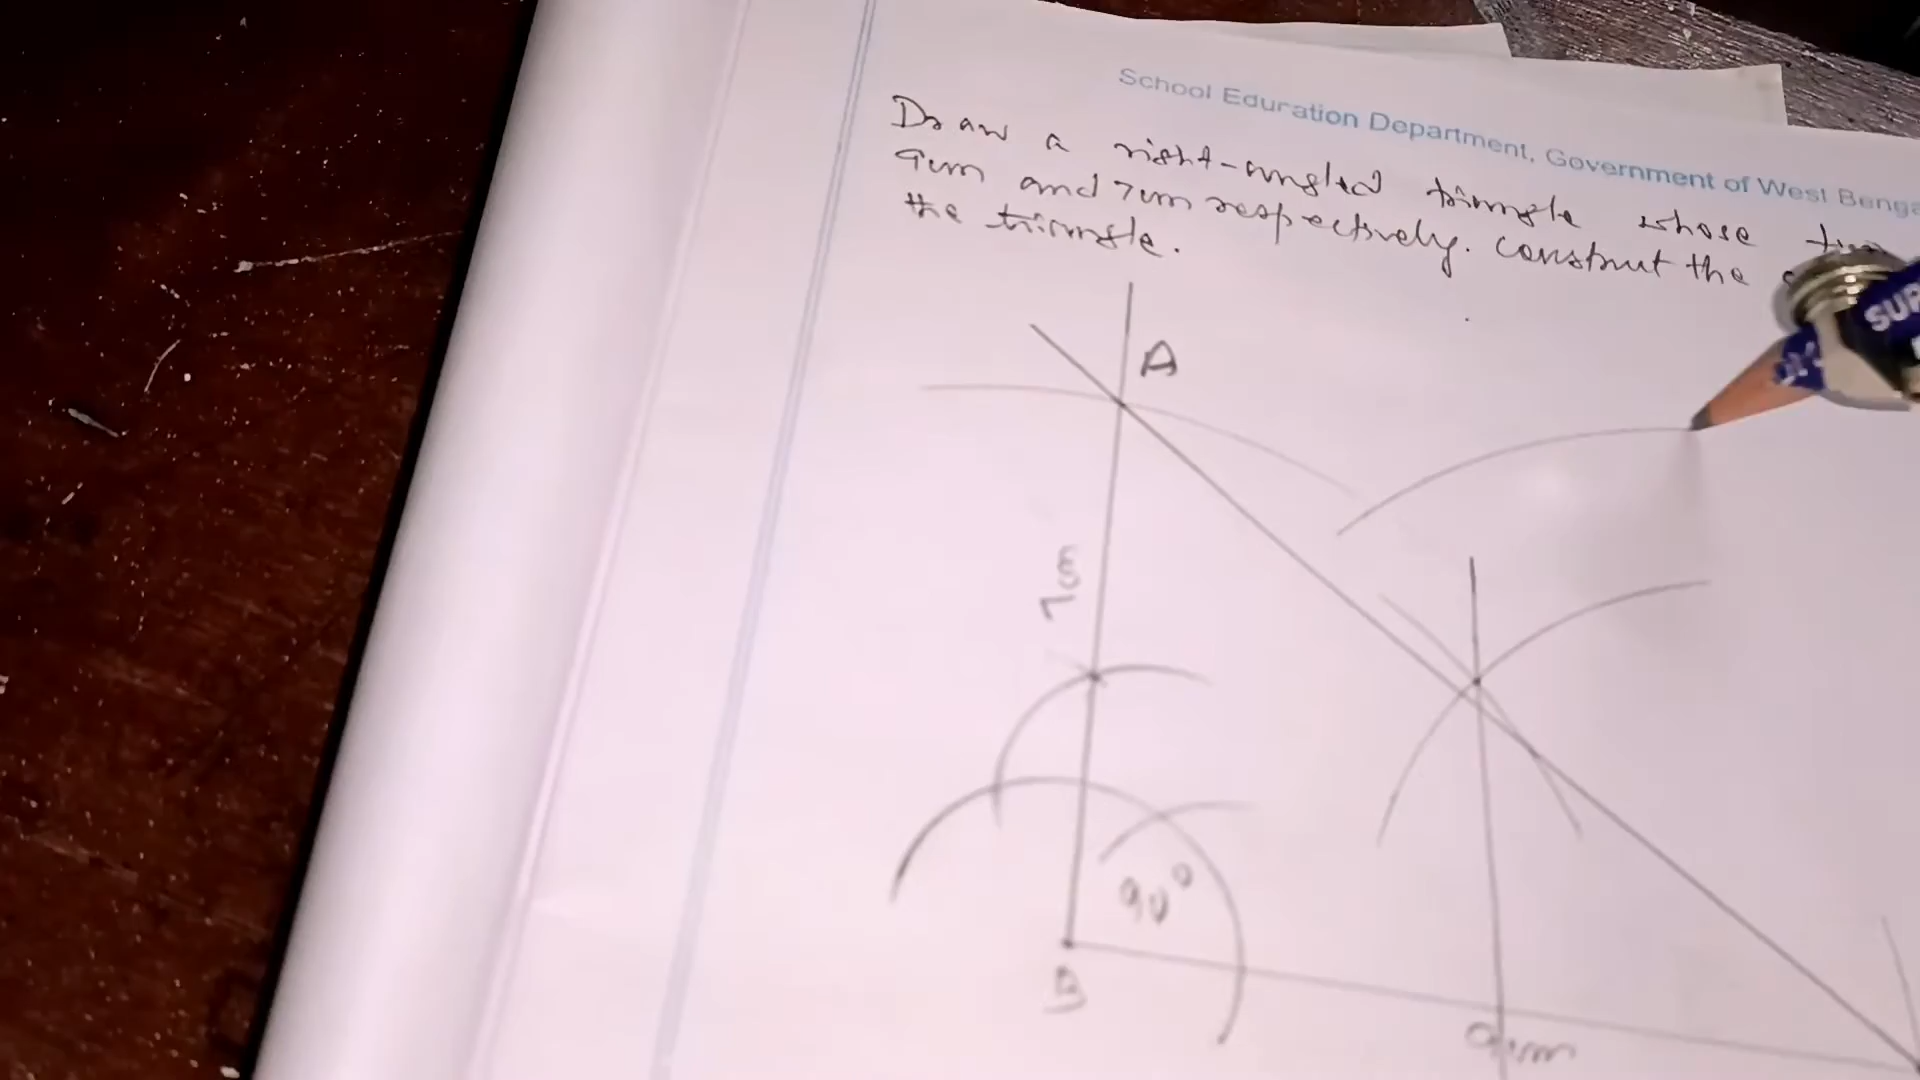 School Education Department, Government of West Benga
Draw a right-angled triangle whose two
9cm and 7cm respectively. construct the
the triangle.
A
7cm
90°
B
9cm
SUP